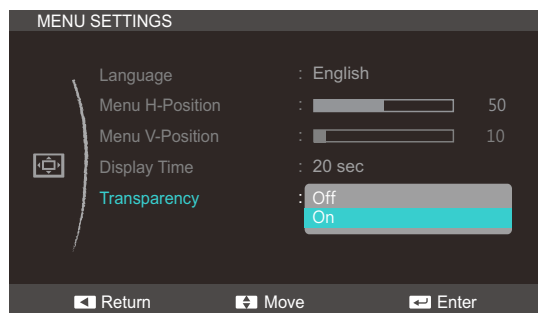 MENU SETTINGS
Language : English
Menu H-Position : 50
Menu V-Position : 10
Display Time : 20 sec
Transparency : Off
On
Return Move Enter